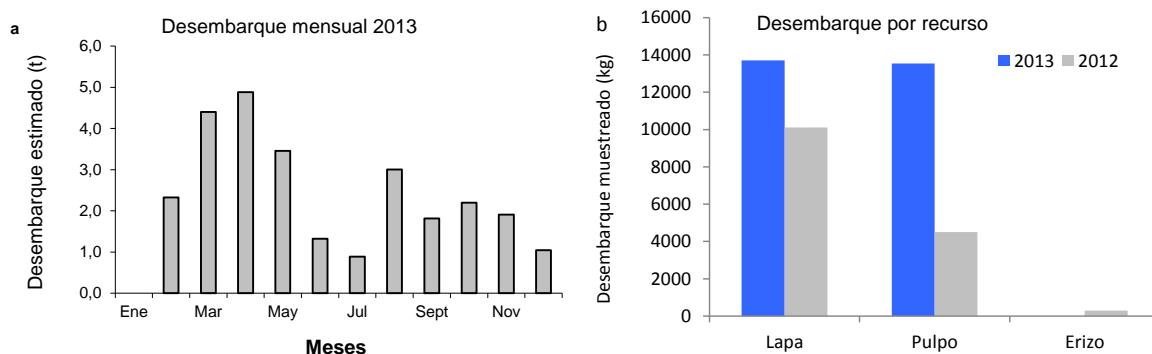 a
Desembarque mensual 2013
Desembarque estimado (t)
6,0
5,0
4,0
3,0
2,0
1,0
0,0
Ene Mar May Jul Sept Nov
Meses
b
Desembarque por recurso
2013 2012
Desembarque muestreado (kg)
16000
14000
12000
10000
8000
6000
4000
2000
0
Lapa Pulpo Erizo